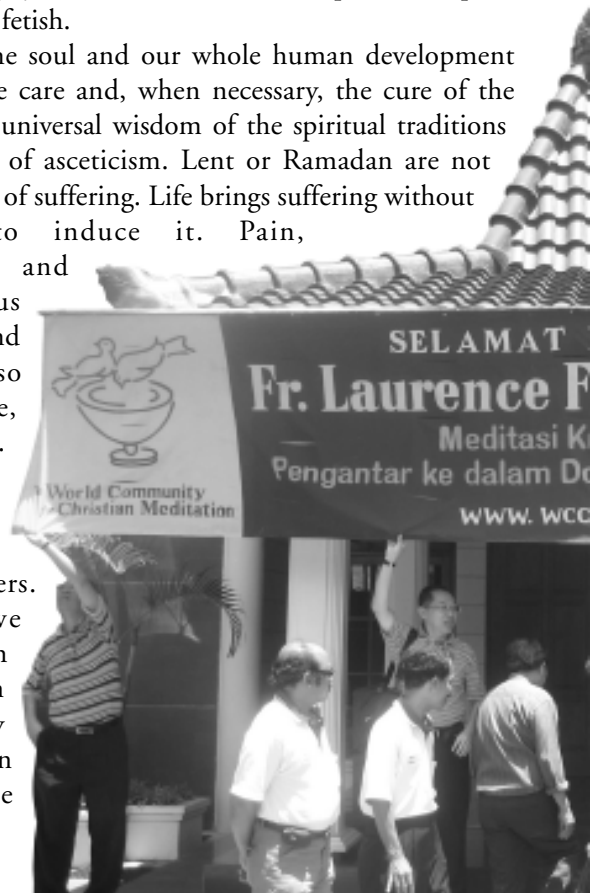 fetish.
ne soul and our whole human development
e care and, when necessary, the cure of the
universal wisdom of the spiritual traditions
of asceticism. Lent or Ramadan are not
of suffering. Life brings suffering without
to induce it. Pain,
and
us
nd
so
e,
.
ers.
ve
n
n
y
n
e
SELAMAT
Fr. Laurence F
Meditasi K
Pengantar ke dalam Do
WWW. WCC
World Community
Christian Meditation